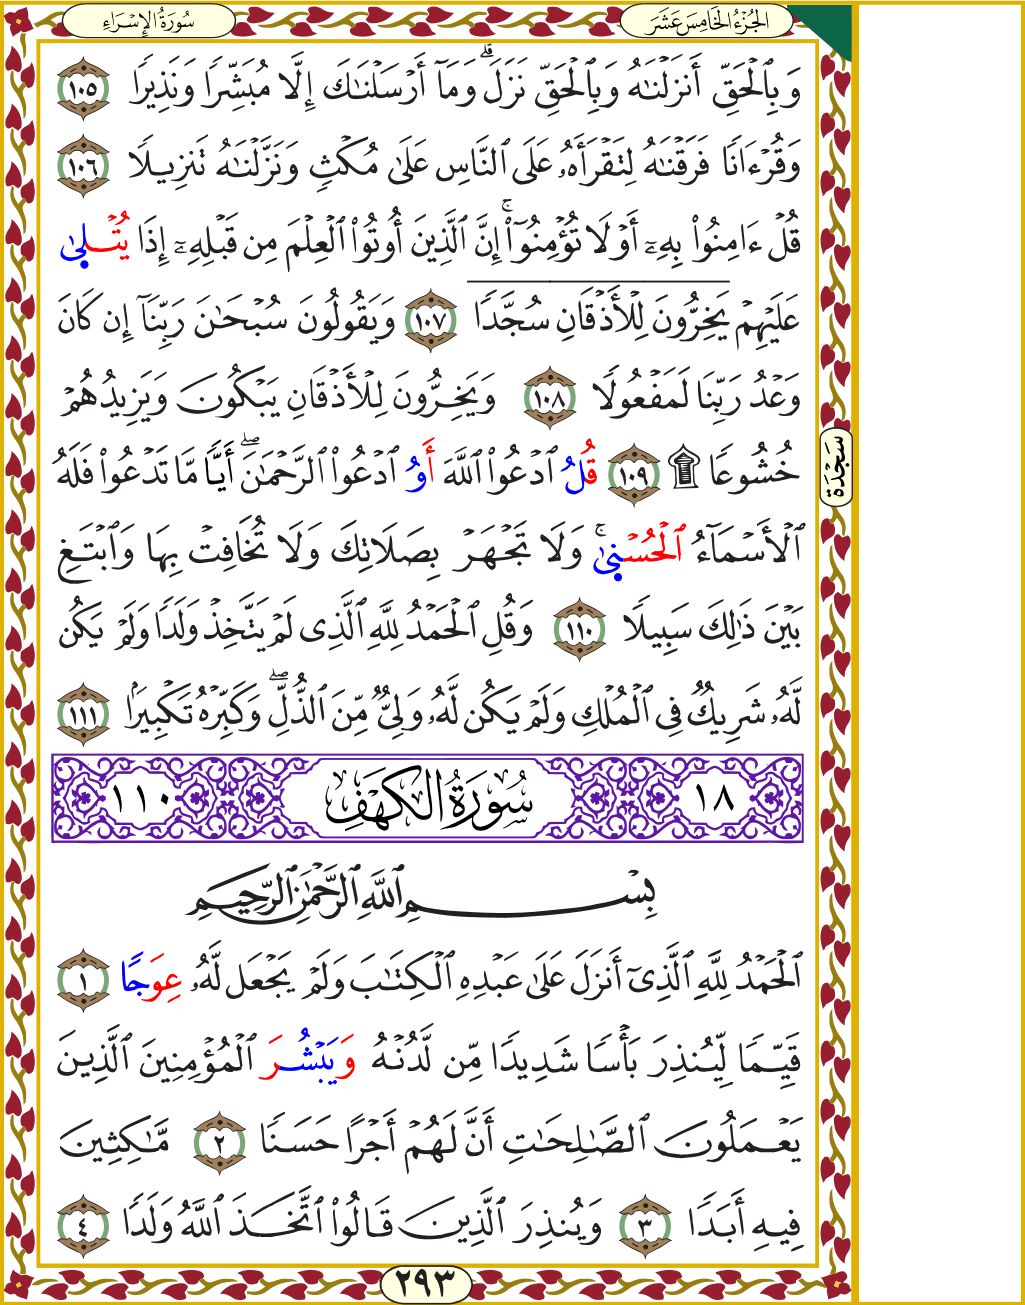 سُورَةُ الإِسْرَاءِ
الجُزْءُ الخَامِسَ عَشَرَ
وَبِٱلْحَقِّ أَنزَلْنَٰهُ وَبِٱلْحَقِّ نَزَلَۗ وَمَآ أَرْسَلْنَٰكَ إِلَّا مُبَشِّرًا وَنَذِيرًا ١٠٥
وَقُرْءَانًا فَرَقْنَٰهُ لِتَقْرَأَهُۥ عَلَى ٱلنَّاسِ عَلَىٰ مُكْثٍ وَنَزَّلْنَٰهُ تَنزِيلًا ١٠٦
قُلْ ءَامِنُوا۟ بِهِۦٓ أَوْ لَا تُؤْمِنُوٓا۟ۚ إِنَّ ٱلَّذِينَ أُوتُوا۟ ٱلْعِلْمَ مِن قَبْلِهِۦٓ إِذَا يُتْلَىٰ
عَلَيْهِمْ يَخِرُّونَ لِلْأَذْقَانِ سُجَّدًا ١٠٧ وَيَقُولُونَ سُبْحَٰنَ رَبِّنَآ إِن كَانَ
وَعْدُ رَبِّنَا لَمَفْعُولًا ١٠٨ وَيَخِرُّونَ لِلْأَذْقَانِ يَبْكُونَ وَيَزِيدُهُمْ
خُشُوعًا ۩ ١٠٩ قُلُ ٱدْعُوا۟ ٱللَّهَ أَوُ ٱدْعُوا۟ ٱلرَّحْمَٰنَۖ أَيًّا مَّا تَدْعُوا۟ فَلَهُ
سَجْدَة
ٱلْأَسْمَآءُ ٱلْحُسْنَىٰۚ وَلَا تَجْهَرْ بِصَلَاتِكَ وَلَا تُخَافِتْ بِهَا وَٱبْتَغِ
بَيْنَ ذَٰلِكَ سَبِيلًا ١١٠ وَقُلِ ٱلْحَمْدُ لِلَّهِ ٱلَّذِى لَمْ يَتَّخِذْ وَلَدًا وَلَمْ يَكُن
لَّهُۥ شَرِيكٌ فِى ٱلْمُلْكِ وَلَمْ يَكُن لَّهُۥ وَلِىٌّ مِّنَ ٱلذُّلِّۖ وَكَبِّرْهُ تَكْبِيرًۢا ١١١
١٨ سُورَةُ الكَهْفِ ١١٠
بِسْمِ ٱللَّهِ ٱلرَّحْمَٰنِ ٱلرَّحِيمِ
ٱلْحَمْدُ لِلَّهِ ٱلَّذِىٓ أَنزَلَ عَلَىٰ عَبْدِهِ ٱلْكِتَٰبَ وَلَمْ يَجْعَل لَّهُۥ عِوَجًا ١
قَيِّمًا لِّيُنذِرَ بَأْسًا شَدِيدًا مِّن لَّدُنْهُ وَيَبْشُرَ ٱلْمُؤْمِنِينَ ٱلَّذِينَ
يَعْمَلُونَ ٱلصَّٰلِحَٰتِ أَنَّ لَهُمْ أَجْرًا حَسَنًا ٢ مَّٰكِثِينَ
فِيهِ أَبَدًا ٣ وَيُنذِرَ ٱلَّذِينَ قَالُوا۟ ٱتَّخَذَ ٱللَّهُ وَلَدًا ٤
٢٩٣